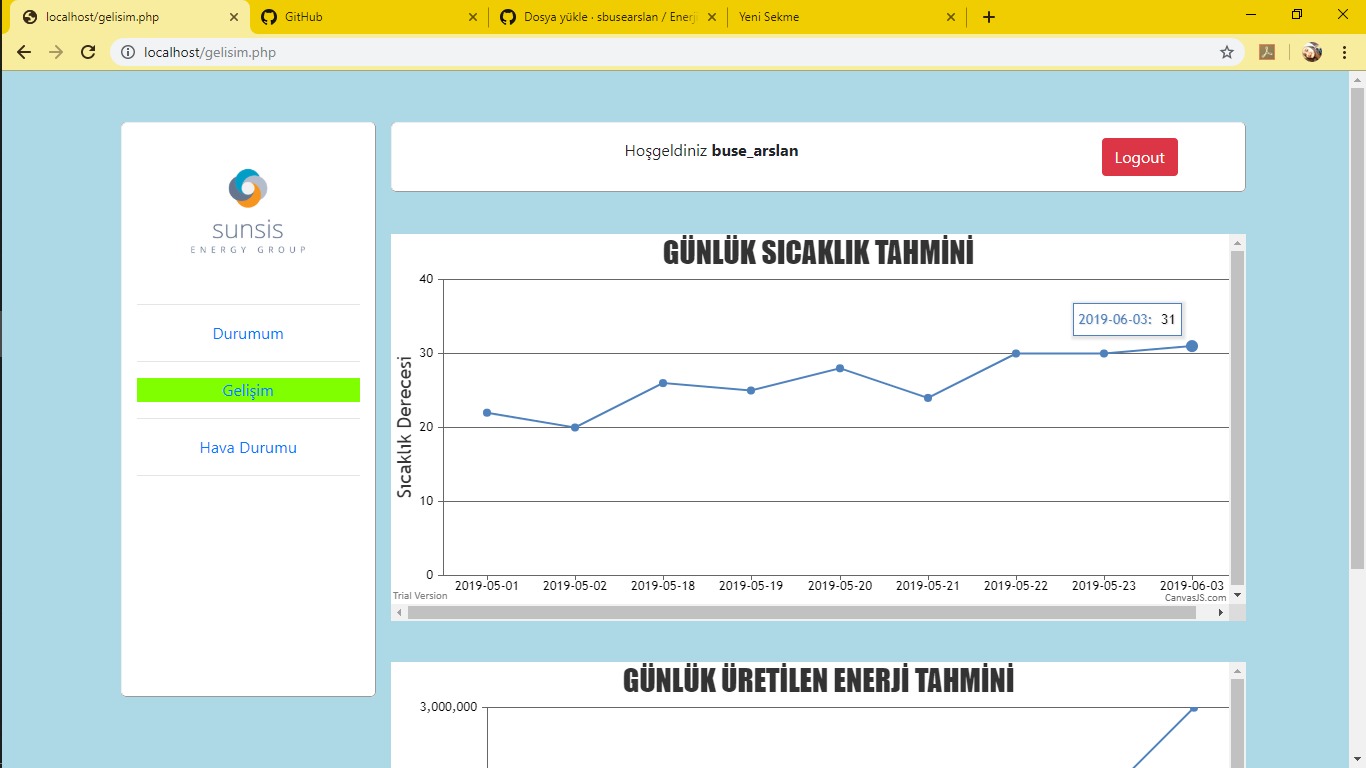 localhost/gelisim.php
GitHub
Dosya yükle · sbusearslan / Enerji
Yeni Sekme
localhost/gelisim.php
sunsis
ENERGY GROUP
Durumum
Gelişim
Hava Durumu
Hoşgeldiniz buse_arslan
Logout
GÜNLÜK SICAKLIK TAHMİNİ
Sıcaklık Derecesi
40
30
20
10
0
2019-06-03: 31
2019-05-01 2019-05-02 2019-05-18 2019-05-19 2019-05-20 2019-05-21 2019-05-22 2019-05-23 2019-06-03
Trial Version
CanvasJS.com
GÜNLÜK ÜRETİLEN ENERJİ TAHMİNİ
3,000,000